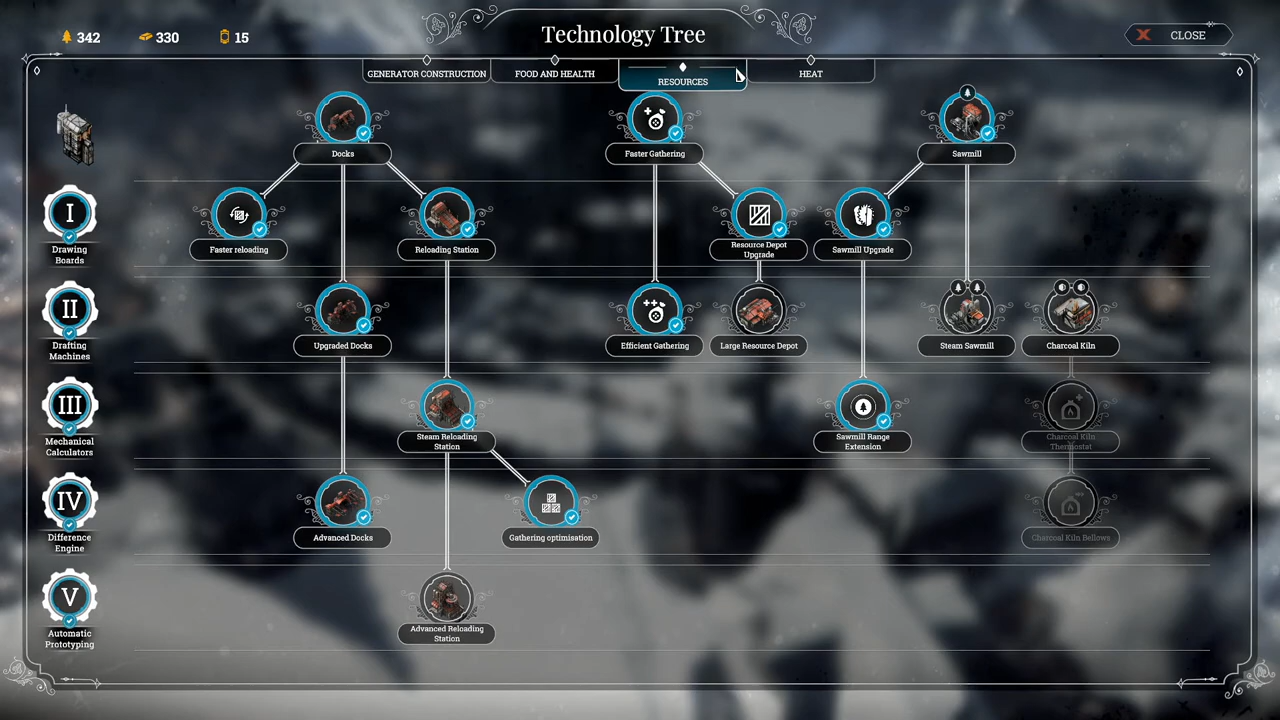 342
330
15
Technology Tree
CLOSE
GENERATOR CONSTRUCTION
FOOD AND HEALTH
RESOURCES
HEAT
Docks
Faster Gathering
Sawmill
I
Drawing
Boards
Faster reloading
Reloading Station
Resource Depot
Upgrade
Sawmill Upgrade
II
Drafting
Machines
Upgraded Docks
Efficient Gathering
Large Resource Depot
Steam Sawmill
Charcoal Kiln
III
Mechanical
Calculators
Steam Reloading
Station
Sawmill Range
Extension
Charcoal Kiln
Thermostat
IV
Difference
Engine
Advanced Docks
Gathering optimisation
Charcoal Kiln Bellows
V
Automatic
Prototyping
Advanced Reloading
Station